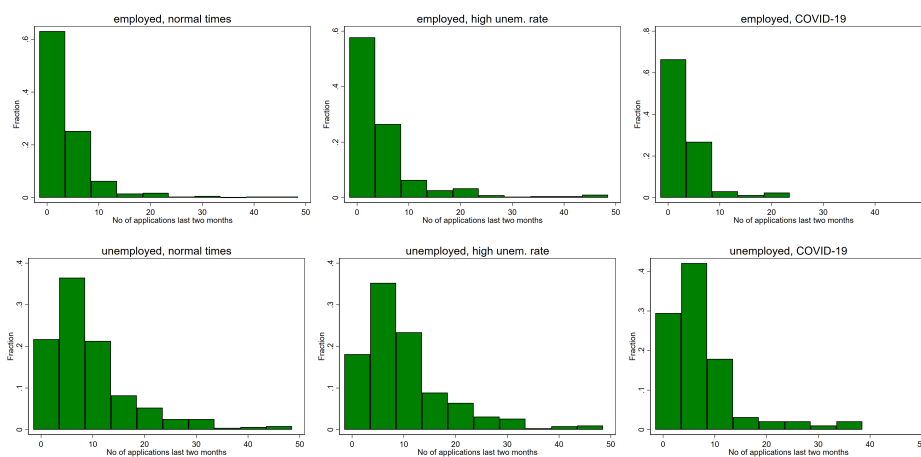 employed, normal times
employed, high unem. rate
employed, COVID-19
Fraction
0 .2 .4 .6
0 10 20 30 40 50
No of applications last two months
Fraction
0 .2 .4 .6
0 10 20 30 40 50
No of applications last two months
Fraction
0 .2 .4 .6 .8
0 10 20 30 40
No of applications last two months
unemployed, normal times
unemployed, high unem. rate
unemployed, COVID-19
Fraction
0 .1 .2 .3 .4
0 10 20 30 40 50
No of applications last two months
Fraction
0 .1 .2 .3 .4
0 10 20 30 40 50
No of applications last two months
Fraction
0 .1 .2 .3 .4
0 10 20 30 40 50
No of applications last two months